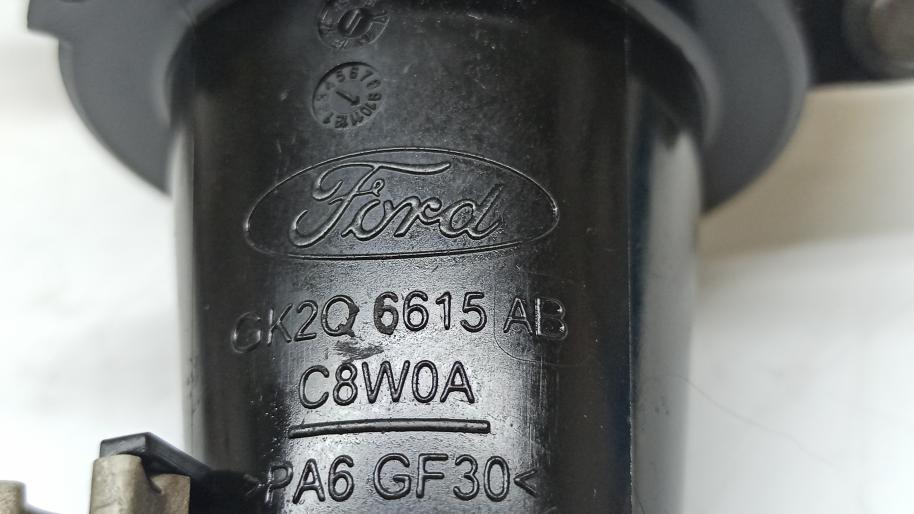 Ford
GK2Q 6615 AB
C8W0A
>PA6 GF30<